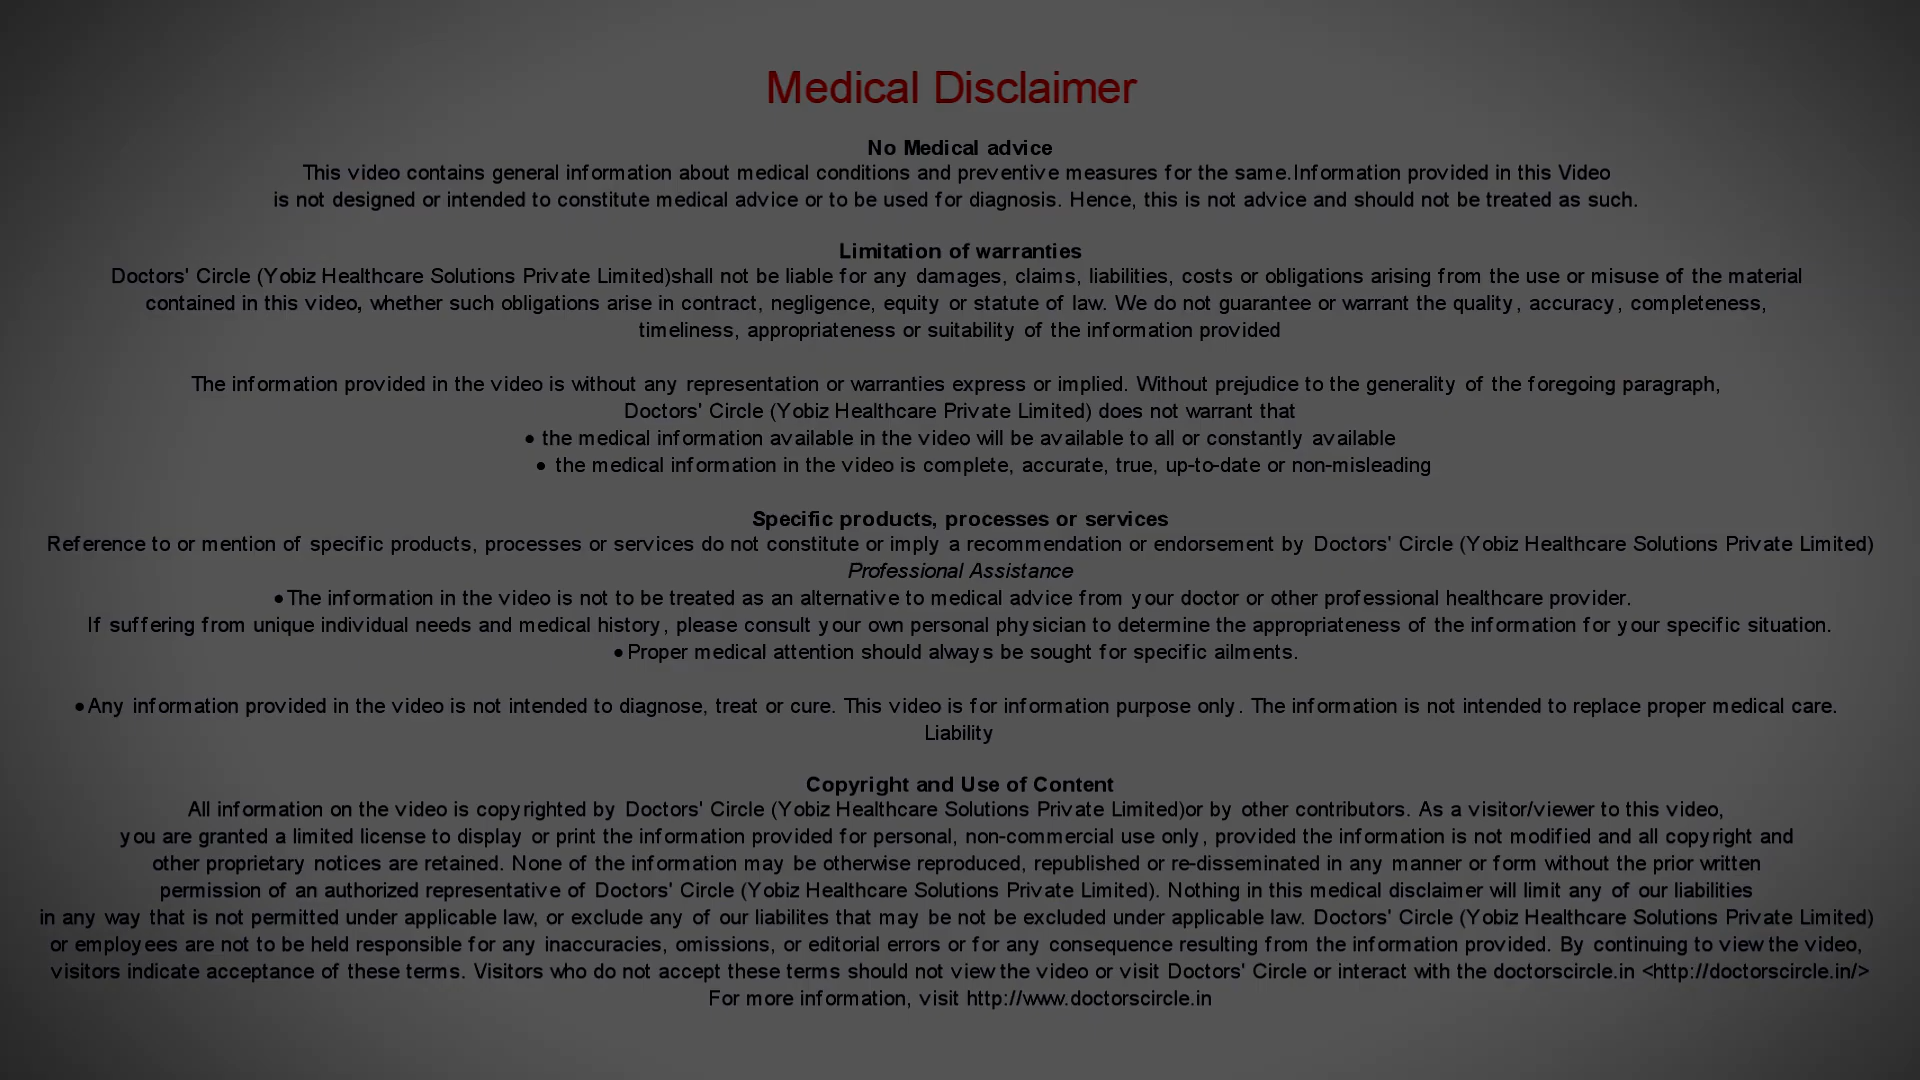 Medical Disclaimer
No Medical advice
This video contains general information about medical conditions and preventive measures for the same.Information provided in this Video
is not designed or intended to constitute medical advice or to be used for diagnosis. Hence, this is not advice and should not be treated as such.
Limitation of warranties
Doctors' Circle (Yobiz Healthcare Solutions Private Limited)shall not be liable for any damages, claims, liabilities, costs or obligations arising from the use or misuse of the material
contained in this video, whether such obligations arise in contract, negligence, equity or statute of law. We do not guarantee or warrant the quality, accuracy, completeness,
timeliness, appropriateness or suitability of the information provided
The information provided in the video is without any representation or warranties express or implied. Without prejudice to the generality of the foregoing paragraph,
Doctors' Circle (Yobiz Healthcare Private Limited) does not warrant that
• the medical information available in the video will be available to all or constantly available
• the medical information in the video is complete, accurate, true, up-to-date or non-misleading
Specific products, processes or services
Reference to or mention of specific products, processes or services do not constitute or imply a recommendation or endorsement by Doctors' Circle (Yobiz Healthcare Solutions Private Limited)
Professional Assistance
•The information in the video is not to be treated as an alternative to medical advice from your doctor or other professional healthcare provider.
If suffering from unique individual needs and medical history, please consult your own personal physician to determine the appropriateness of the information for your specific situation.
•Proper medical attention should always be sought for specific ailments.
•Any information provided in the video is not intended to diagnose, treat or cure. This video is for information purpose only. The information is not intended to replace proper medical care.
Liability
Copyright and Use of Content
All information on the video is copyrighted by Doctors' Circle (Yobiz Healthcare Solutions Private Limited)or by other contributors. As a visitor/viewer to this video,
you are granted a limited license to display or print the information provided for personal, non-commercial use only, provided the information is not modified and all copyright and
other proprietary notices are retained. None of the information may be otherwise reproduced, republished or re-disseminated in any manner or form without the prior written
permission of an authorized representative of Doctors' Circle (Yobiz Healthcare Solutions Private Limited). Nothing in this medical disclaimer will limit any of our liabilities
in any way that is not permitted under applicable law, or exclude any of our liabilites that may be not be excluded under applicable law. Doctors' Circle (Yobiz Healthcare Solutions Private Limited)
or employees are not to be held responsible for any inaccuracies, omissions, or editorial errors or for any consequence resulting from the information provided. By continuing to view the video,
visitors indicate acceptance of these terms. Visitors who do not accept these terms should not view the video or visit Doctors' Circle or interact with the doctorscircle.in <http://doctorscircle.in/>
For more information, visit http://www.doctorscircle.in